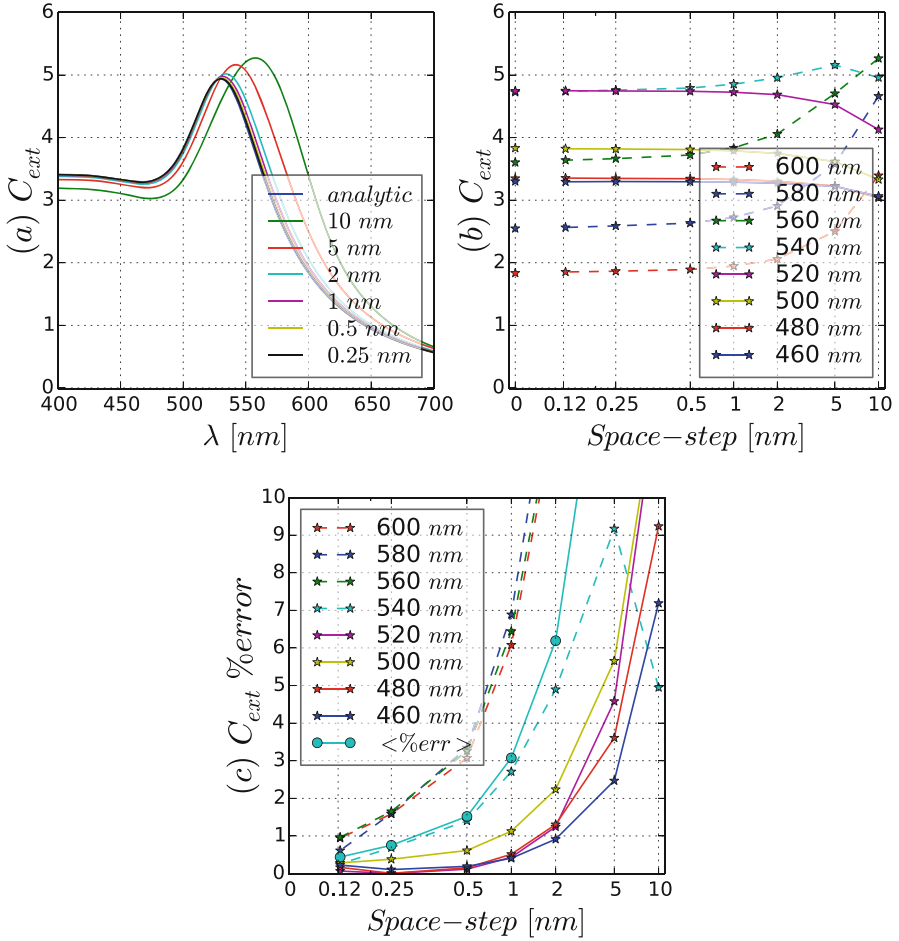 6
5
4
3
2
1
0
(a) C_ext
analytic
10 nm
5 nm
2 nm
1 nm
0.5 nm
0.25 nm
400 450 500 550 600 650 700
λ [nm]
6
5
4
3
2
1
0
(b) C_ext
600 nm
580 nm
560 nm
540 nm
520 nm
500 nm
480 nm
460 nm
0 0.12 0.25 0.5 1 2 5 10
Space−step [nm]
10
9
8
7
6
5
4
3
2
1
0
(c) C_ext %error
600 nm
580 nm
560 nm
540 nm
520 nm
500 nm
480 nm
460 nm
<%err>
0 0.12 0.25 0.5 1 2 5 10
Space−step [nm]